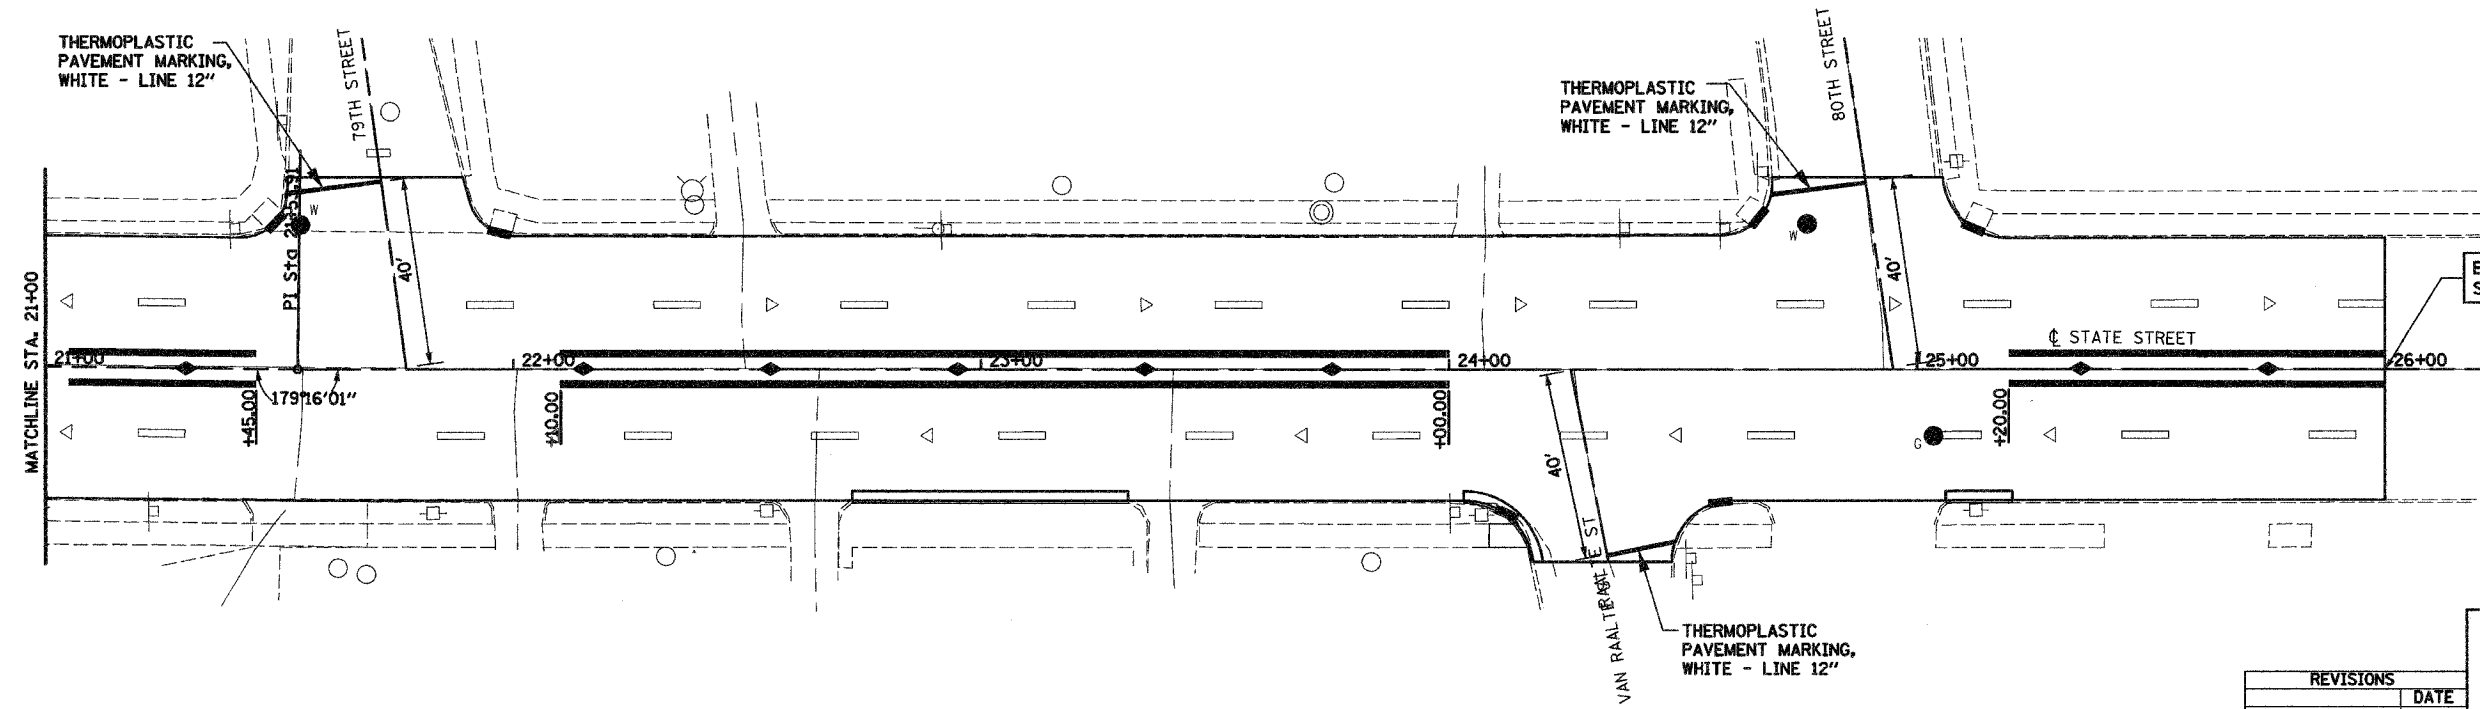 THERMOPLASTIC
PAVEMENT MARKING,
WHITE - LINE 12"
79TH STREET
THERMOPLASTIC
PAVEMENT MARKING,
WHITE - LINE 12"
80TH STREET
W
W
40'
40'
MATCHLINE STA. 21+00
PI Sta
E
S
℄ STATE STREET
21+00
22+00
23+00
24+00
25+00
26+00
179°16'01"
+45.00
+10.00
+00.00
+20.00
G
40'
VAN RAALTE ST
THERMOPLASTIC
PAVEMENT MARKING,
WHITE - LINE 12"
REVISIONS
DATE